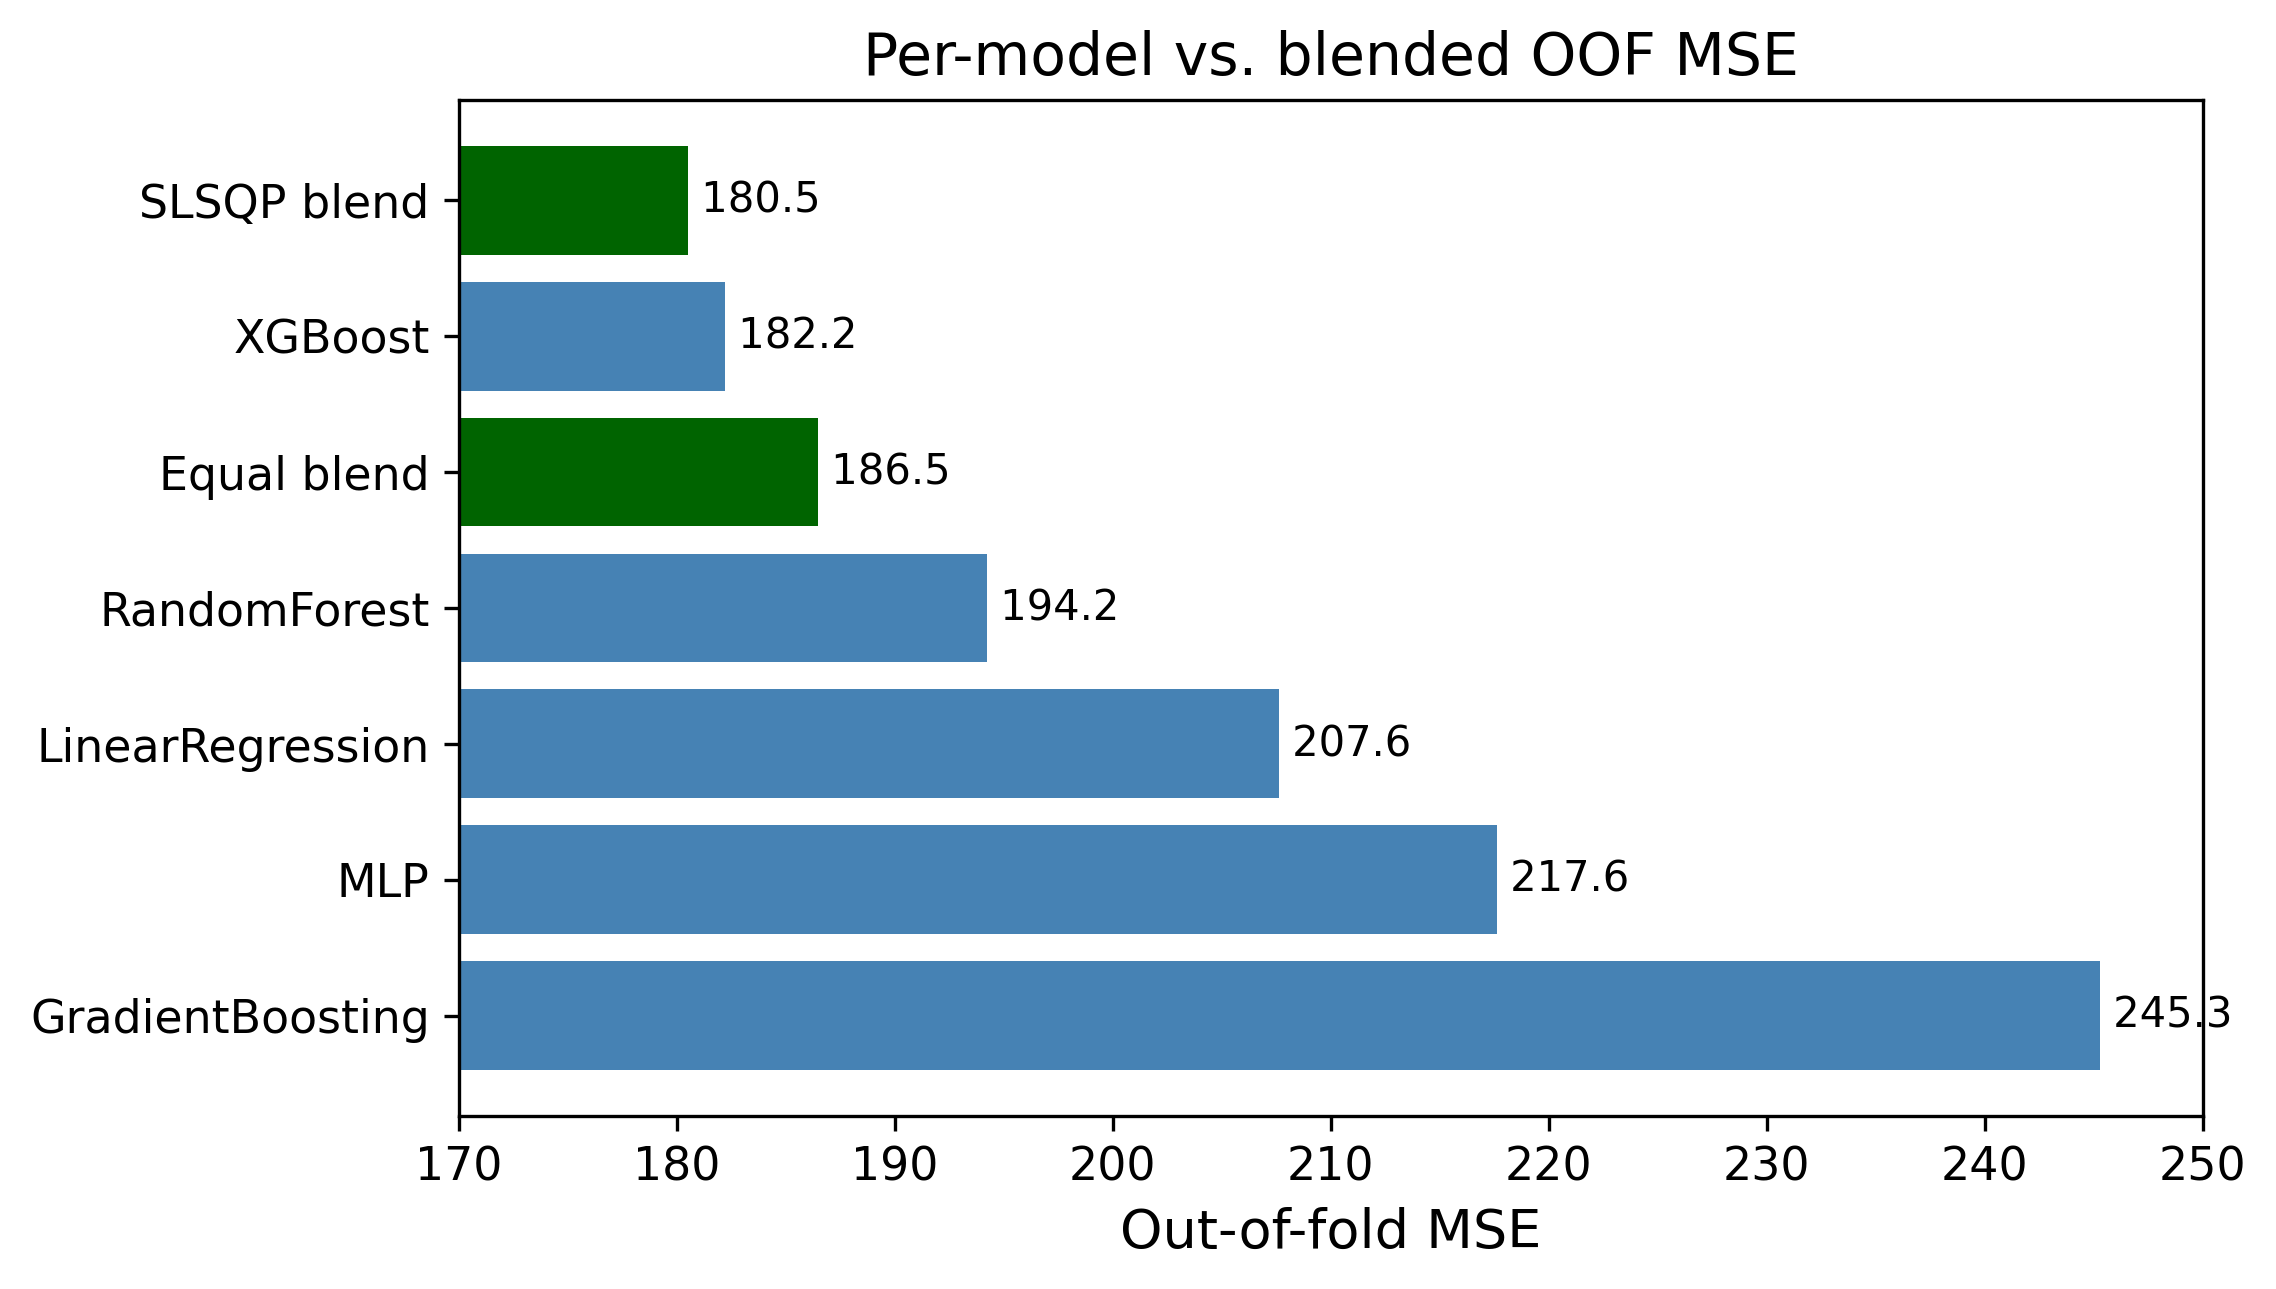 Per-model vs. blended OOF MSE
SLSQP blend 180.5
XGBoost 182.2
Equal blend 186.5
RandomForest 194.2
LinearRegression 207.6
MLP 217.6
GradientBoosting 245.3
170 180 190 200 210 220 230 240 250
Out-of-fold MSE